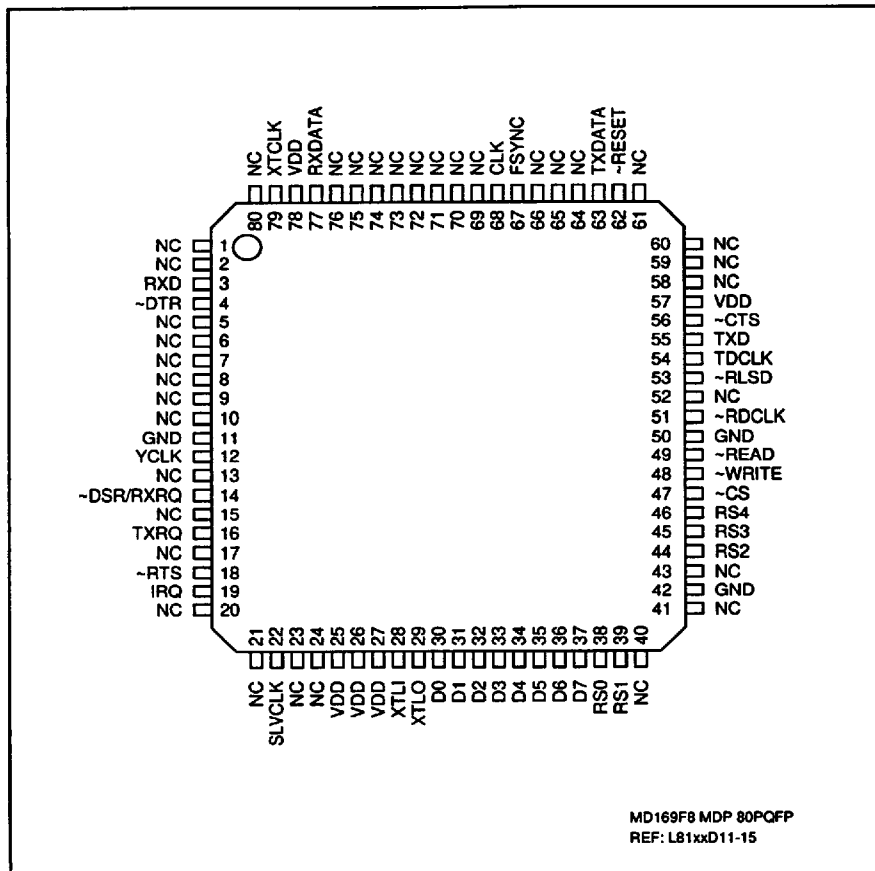 NC XTCLK VDD RXDATA NC NC NC NC NC NC NC NC CLK FSYNC NC NC NC TXDATA ~RESET NC
80 79 78 77 76 75 74 73 72 71 70 69 68 67 66 65 64 63 62 61
NC 1
NC 2
RXD 3
~DTR 4
NC 5
NC 6
NC 7
NC 8
NC 9
NC 10
GND 11
YCLK 12
NC 13
~DSR/RXRQ 14
NC 15
TXRQ 16
NC 17
~RTS 18
IRQ 19
NC 20
60 NC
59 NC
58 NC
57 VDD
56 ~CTS
55 TXD
54 TDCLK
53 ~RLSD
52 NC
51 ~RDCLK
50 GND
49 ~READ
48 ~WRITE
47 ~CS
46 RS4
45 RS3
44 RS2
43 NC
42 GND
41 NC
21 22 23 24 25 26 27 28 29 30 31 32 33 34 35 36 37 38 39 40
NC SLVCLK NC NC VDD VDD VDD XTLI XTLO D0 D1 D2 D3 D4 D5 D6 D7 RS0 RS1 NC
MD169F8 MDP 80PQFP
REF: L81xxD11-15